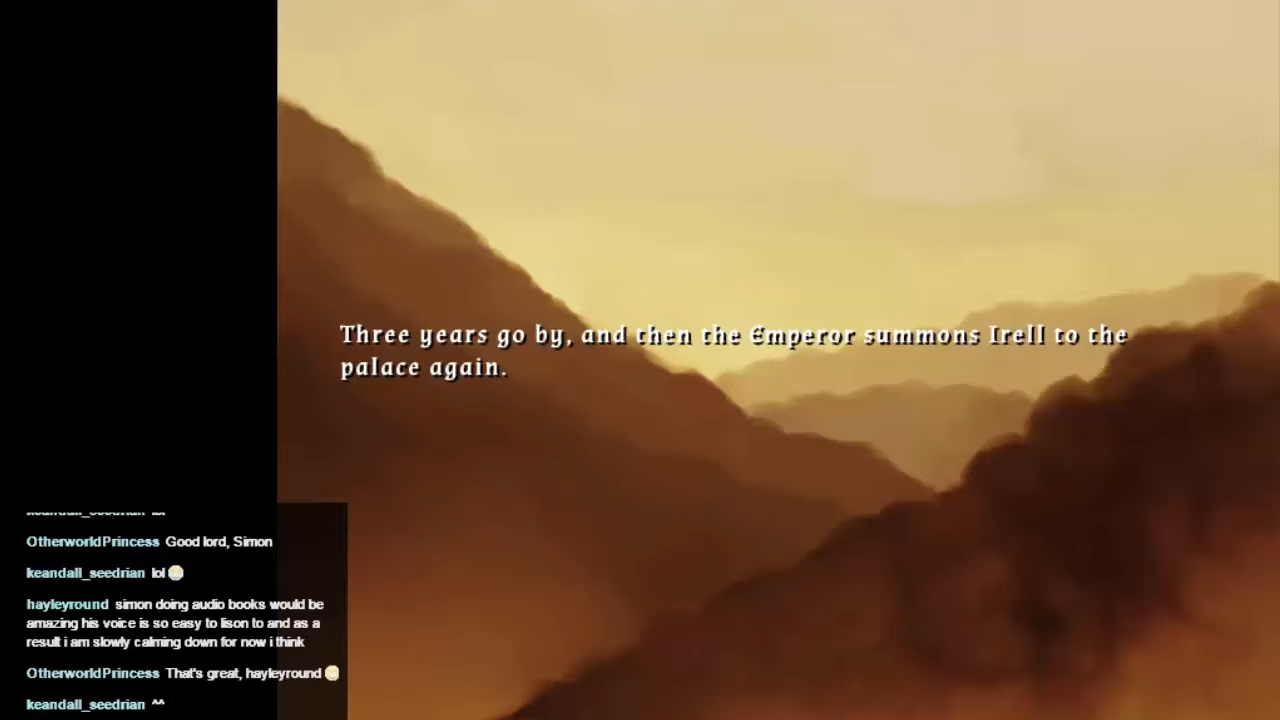 Three years go by, and then the Emperor summons Irell to the
palace again.
keandall_seedrian lol
OtherworldPrincess Good lord, Simon
keandall_seedrian lol
hayleyround simon doing audio books would be
amazing his voice is so easy to lison to and as a
result i am slowly calming down for now i think
OtherworldPrincess That's great, hayleyround
keandall_seedrian ^^